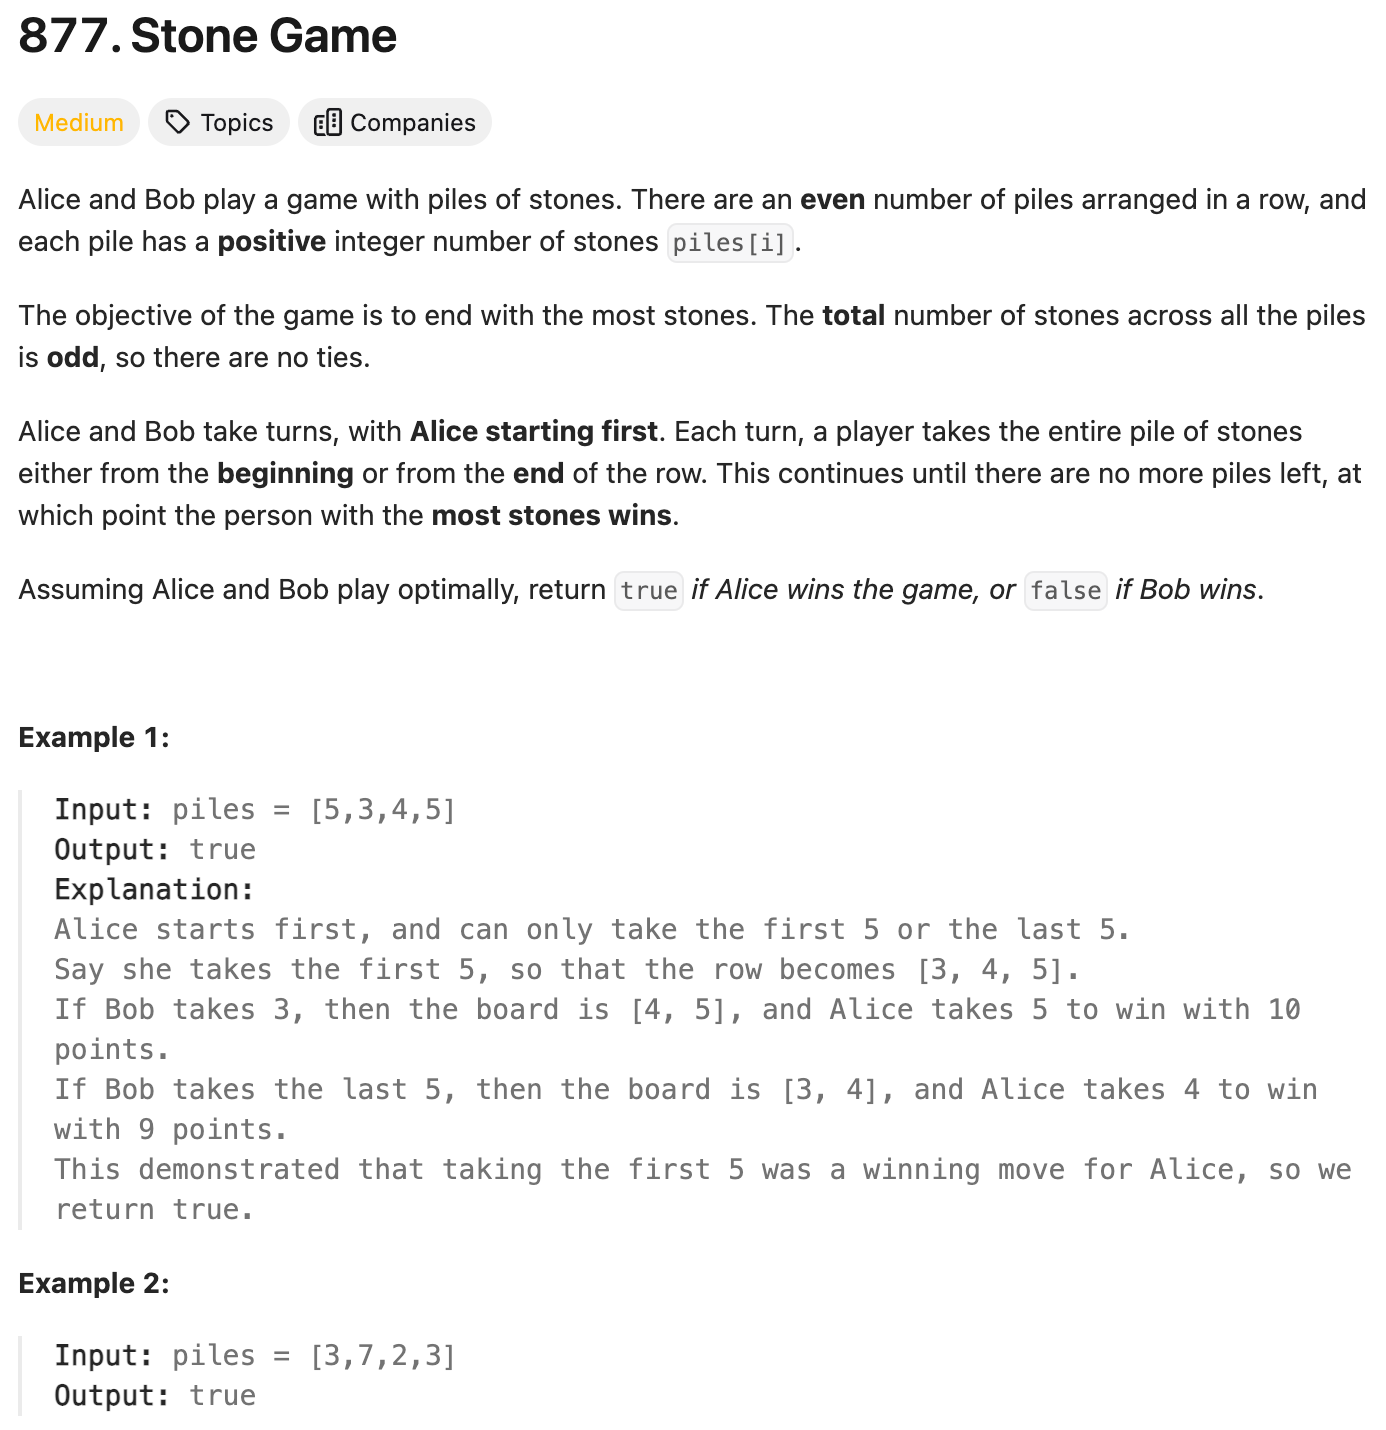 877. Stone Game
Medium Topics Companies
Alice and Bob play a game with piles of stones. There are an even number of piles arranged in a row, and
each pile has a positive integer number of stones piles[i].
The objective of the game is to end with the most stones. The total number of stones across all the piles
is odd, so there are no ties.
Alice and Bob take turns, with Alice starting first. Each turn, a player takes the entire pile of stones
either from the beginning or from the end of the row. This continues until there are no more piles left, at
which point the person with the most stones wins.
Assuming Alice and Bob play optimally, return true if Alice wins the game, or false if Bob wins.
Example 1:
Input: piles = [5,3,4,5]
Output: true
Explanation:
Alice starts first, and can only take the first 5 or the last 5.
Say she takes the first 5, so that the row becomes [3, 4, 5].
If Bob takes 3, then the board is [4, 5], and Alice takes 5 to win with 10
points.
If Bob takes the last 5, then the board is [3, 4], and Alice takes 4 to win
with 9 points.
This demonstrated that taking the first 5 was a winning move for Alice, so we
return true.
Example 2:
Input: piles = [3,7,2,3]
Output: true